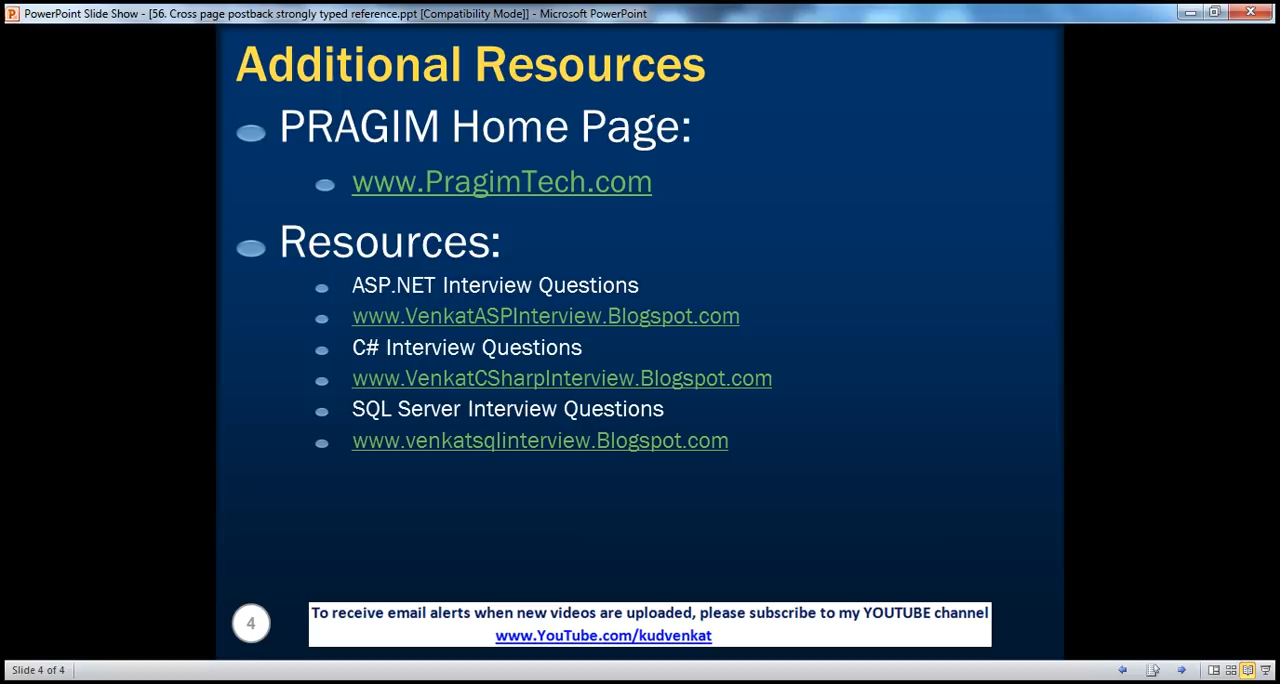 PowerPoint Slide Show - [56. Cross page postback strongly typed reference.ppt [Compatibility Mode]] - Microsoft PowerPoint
Additional Resources
PRAGIM Home Page:
www.PragimTech.com
Resources:
ASP.NET Interview Questions
www.VenkatASPInterview.Blogspot.com
C# Interview Questions
www.VenkatCSharpInterview.Blogspot.com
SQL Server Interview Questions
www.venkatsqlinterview.Blogspot.com
4
To receive email alerts when new videos are uploaded, please subscribe to my YOUTUBE channel
www.YouTube.com/kudvenkat
Slide 4 of 4